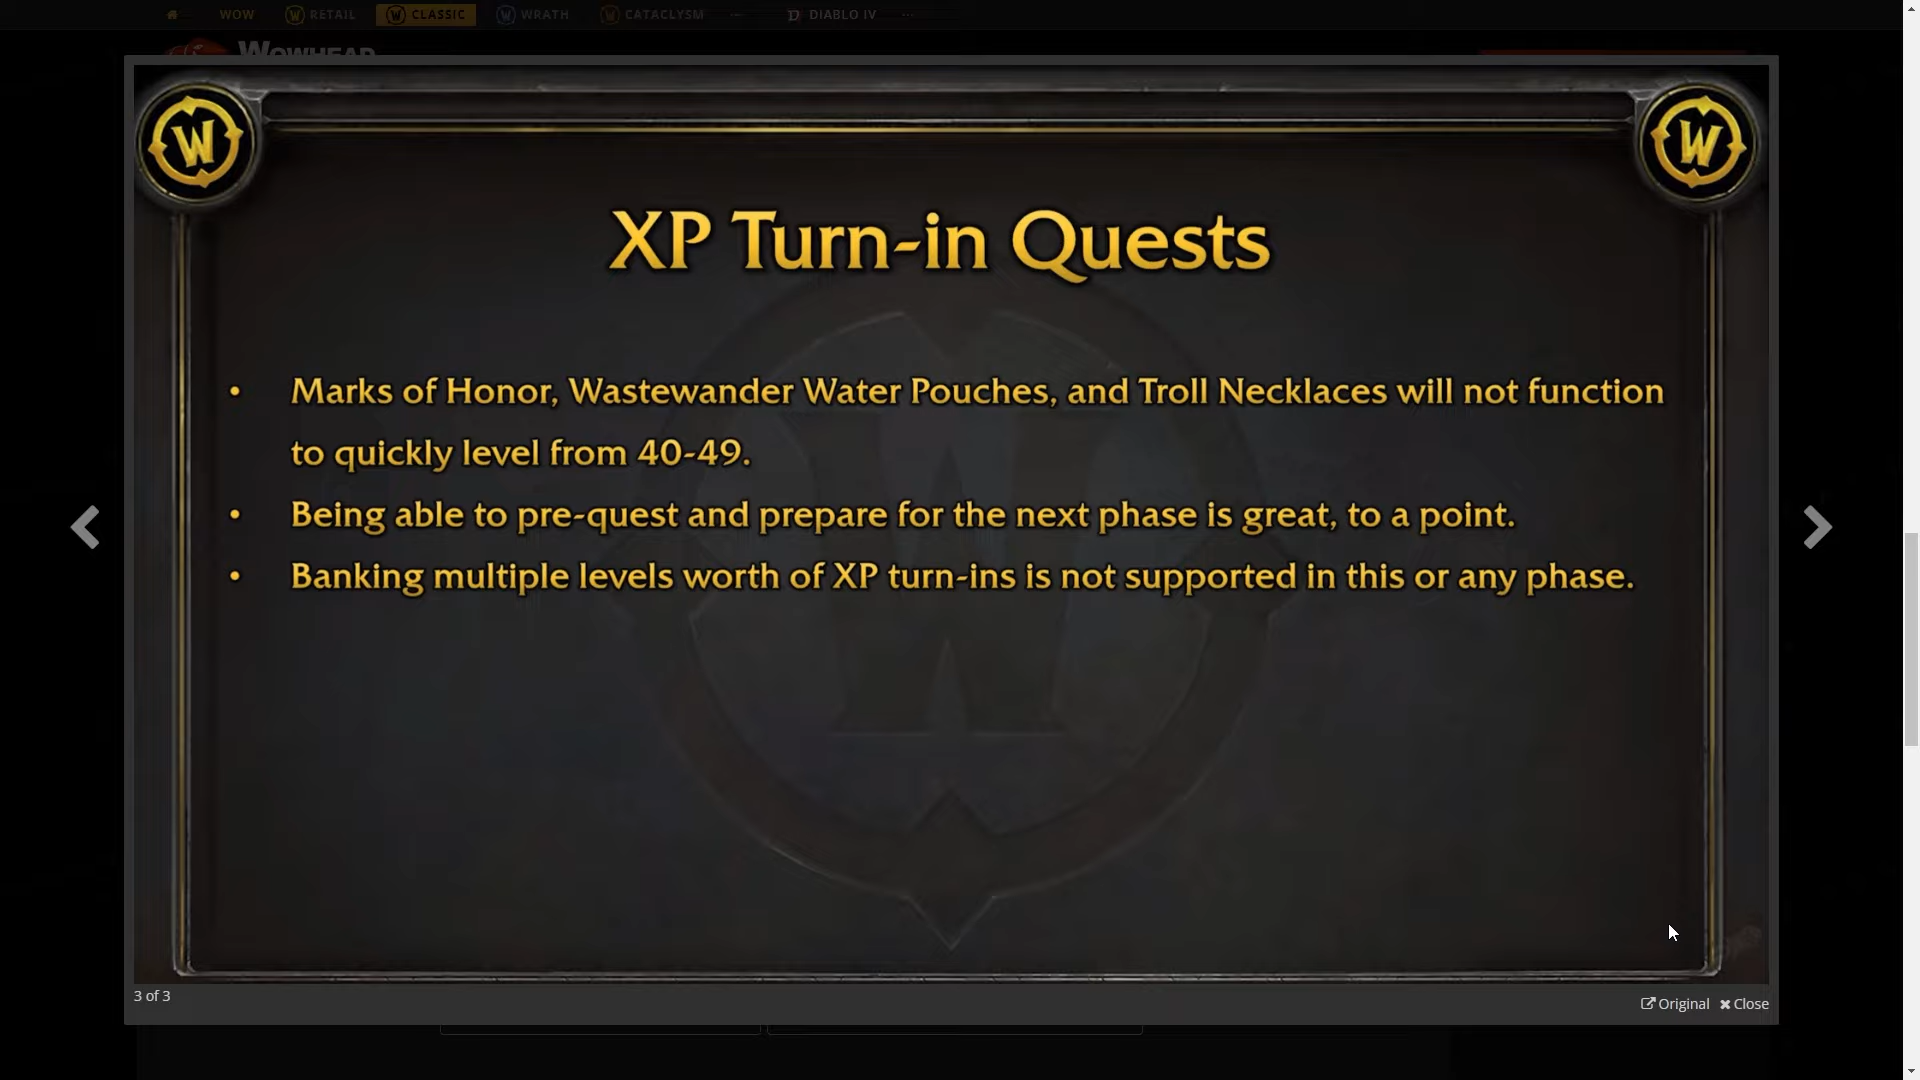 WOW RETAIL CLASSIC WRATH CATACLYSM ... DIABLO IV ...
WOWHEAD
XP Turn-in Quests
• Marks of Honor, Wastewander Water Pouches, and Troll Necklaces will not function
to quickly level from 40-49.
• Being able to pre-quest and prepare for the next phase is great, to a point.
• Banking multiple levels worth of XP turn-ins is not supported in this or any phase.
3 of 3
Original Close